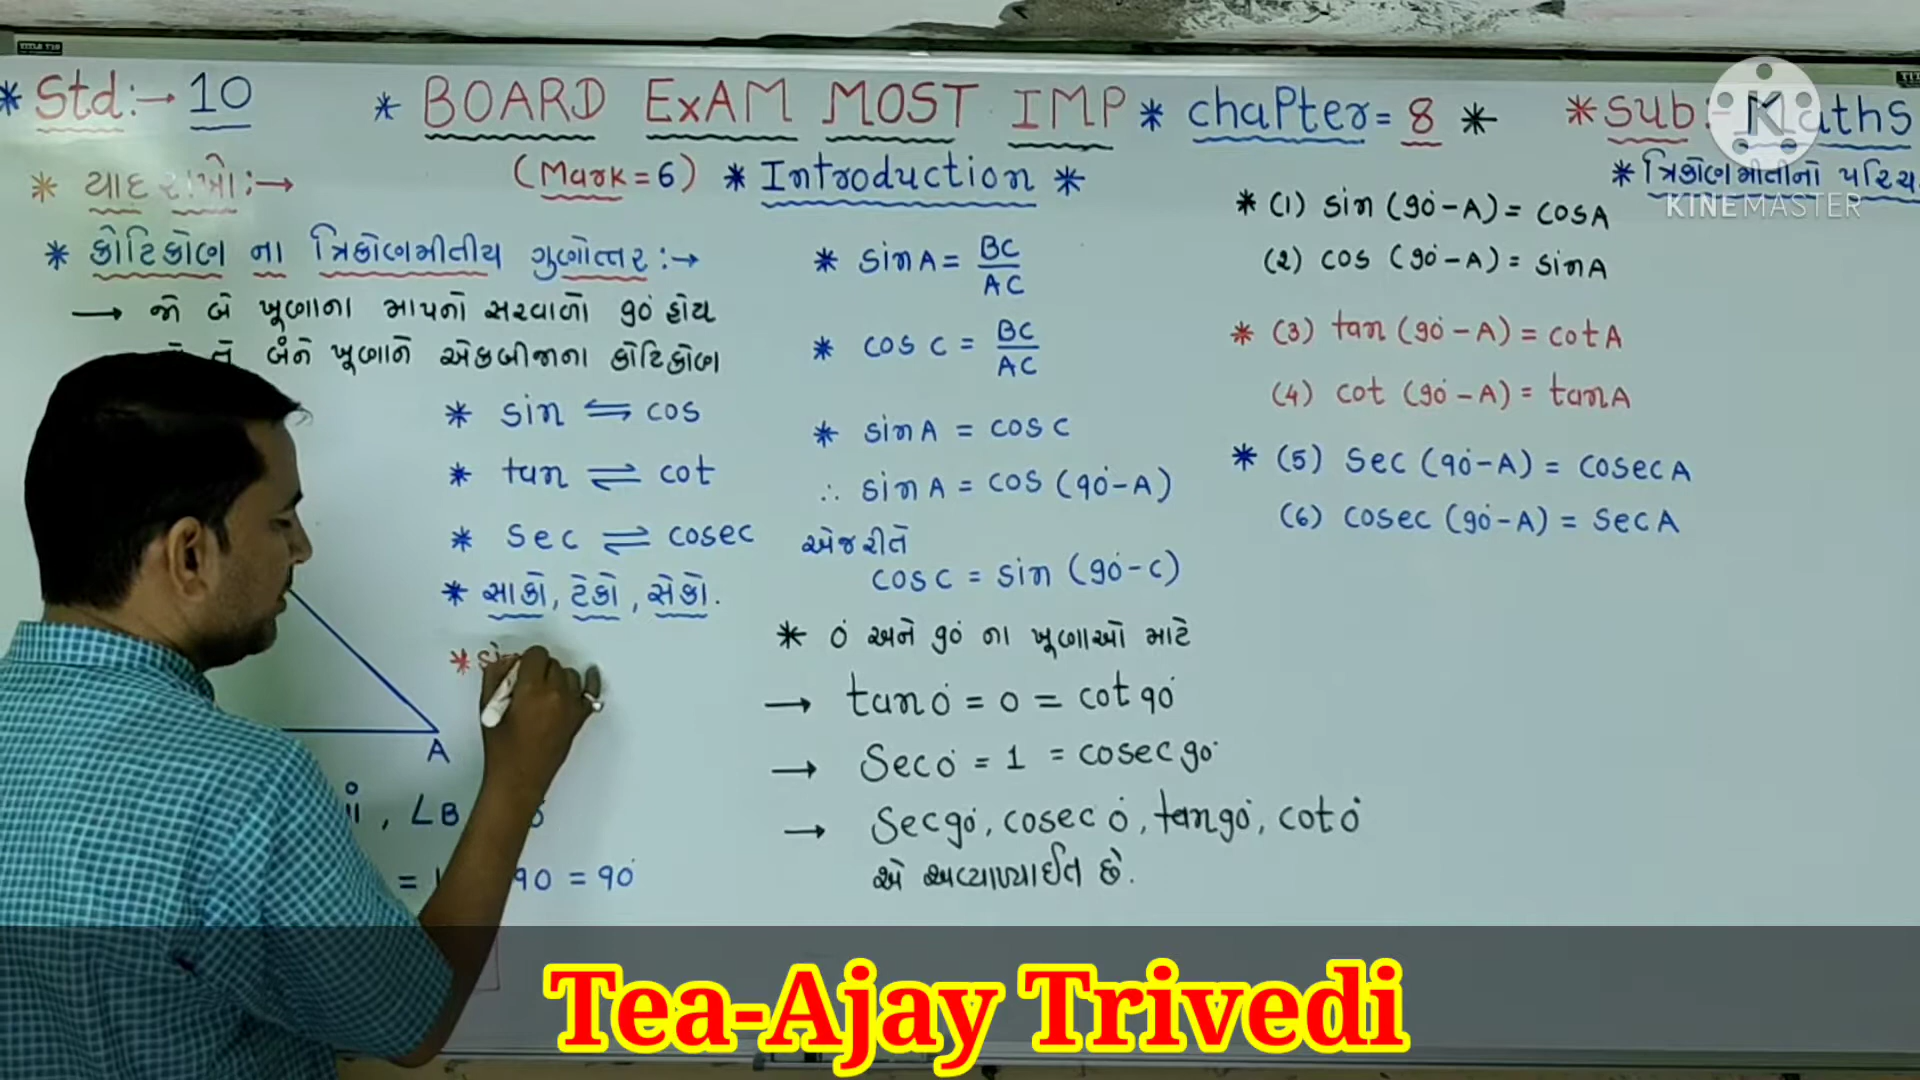 * Std:→ 10 * BOARD ExAM MOST IMP * chapter = 8 * * sub:- Maths
(Mark = 6) * Introduction *
* ત્રિકોણમીતીનો
* યાદ રાખો :→
* કોટિકોણ ના ત્રિકોણમીતીય ગુણોત્તર :→
→ જો બે ખૂણાના માપનો સરવાળો 90° હોય
તો બંને ખૂણાને એકબીજાના કોટિકોણ
* sin ⇌ cos
* tan ⇌ cot
* Sec ⇌ cosec
* સાકો, ટેકો, સેકો.
A
, ∠B
90 = 90°
* sin A = BC/AC
* cos C = BC/AC
* sin A = cos C
∴ sin A = cos (90° - A)
એજ રીતે
cos C = sin (90° - C)
* 0° અને 90° ના ખૂણાઓ માટે
→ tan 0° = 0 = cot 90°
→ Sec 0° = 1 = cosec 90°
→ Sec 90°, cosec 0°, tan 90°, cot 0°
એ અવ્યાખ્યાઈત છે.
* (1) sin (90° - A) = cos A
(2) cos (90° - A) = sin A
* (3) tan (90° - A) = cot A
(4) cot (90° - A) = tan A
* (5) Sec (90° - A) = cosec A
(6) cosec (90° - A) = Sec A
KINEMASTER
Tea-Ajay Trivedi